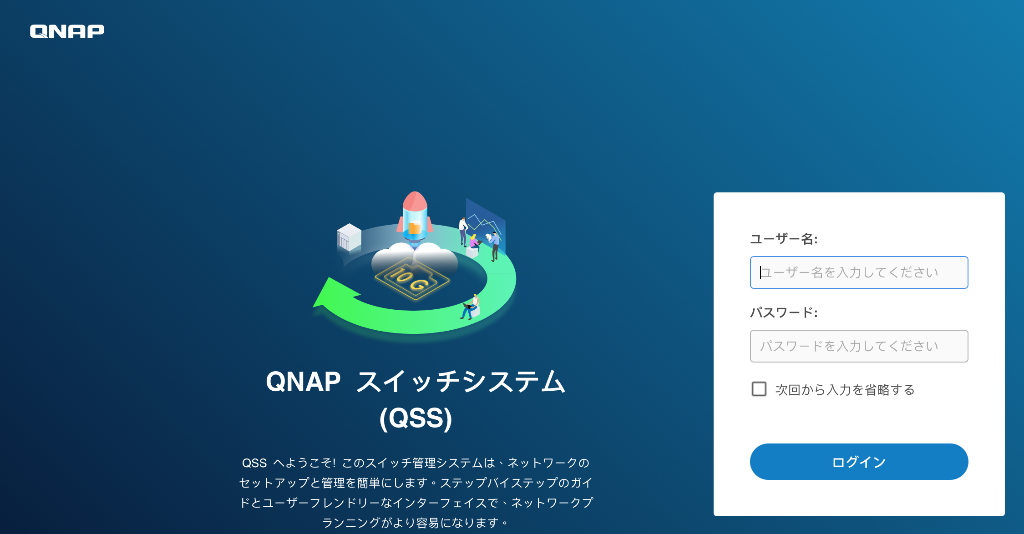 QNAP
10G
QNAP スイッチシステム
(QSS)
QSS へようこそ! このスイッチ管理システムは、ネットワークの
セットアップと管理を簡単にします。ステップバイステップのガイ
ドとユーザーフレンドリーなインターフェイスで、ネットワークプ
ランニングがより容易になります。
ユーザー名:
ユーザー名を入力してください
パスワード:
パスワードを入力してください
次回から入力を省略する
ログイン